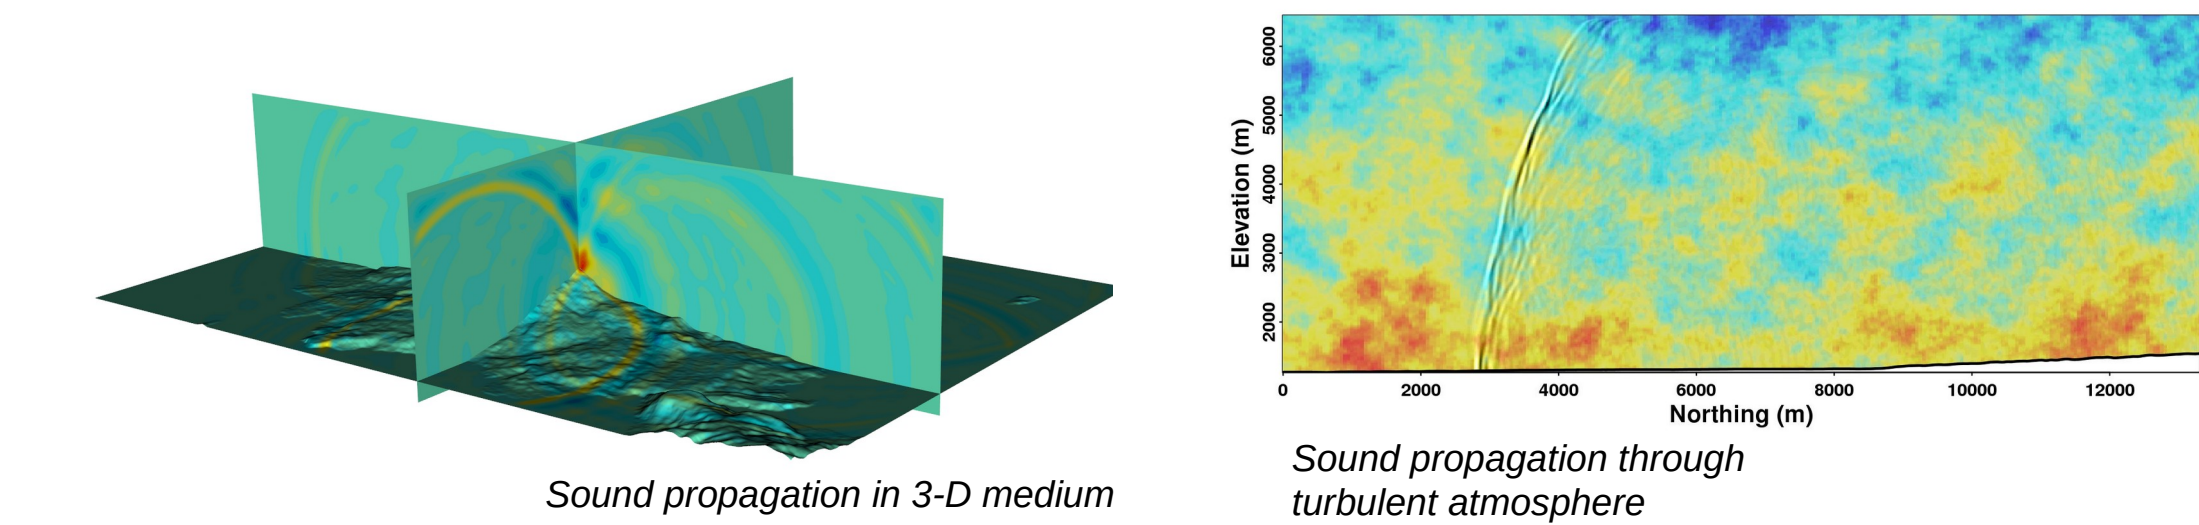 Sound propagation in 3-D medium
Elevation (m)
6000
5000
4000
3000
2000
0 2000 4000 6000 8000 10000 12000
Northing (m)
Sound propagation through
turbulent atmosphere